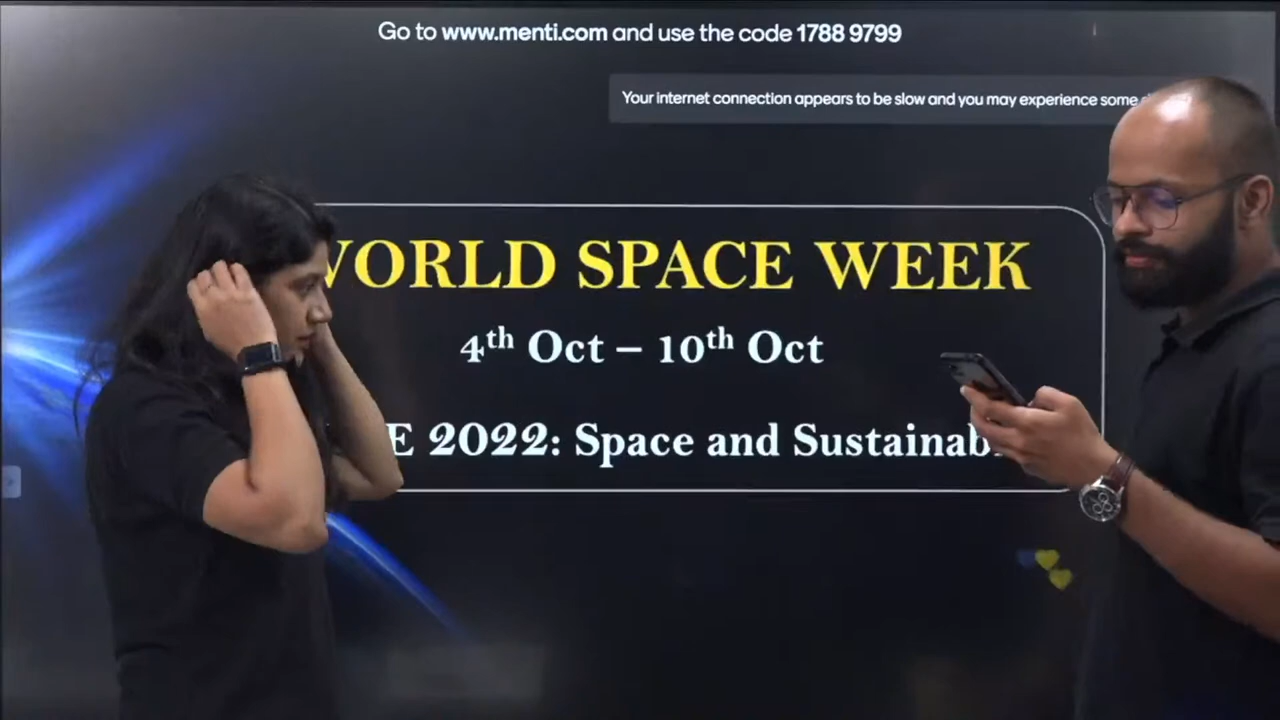 Go to www.menti.com and use the code 1788 9799
Your internet connection appears to be slow and you may experience some
WORLD SPACE WEEK
4th Oct – 10th Oct
2022: Space and